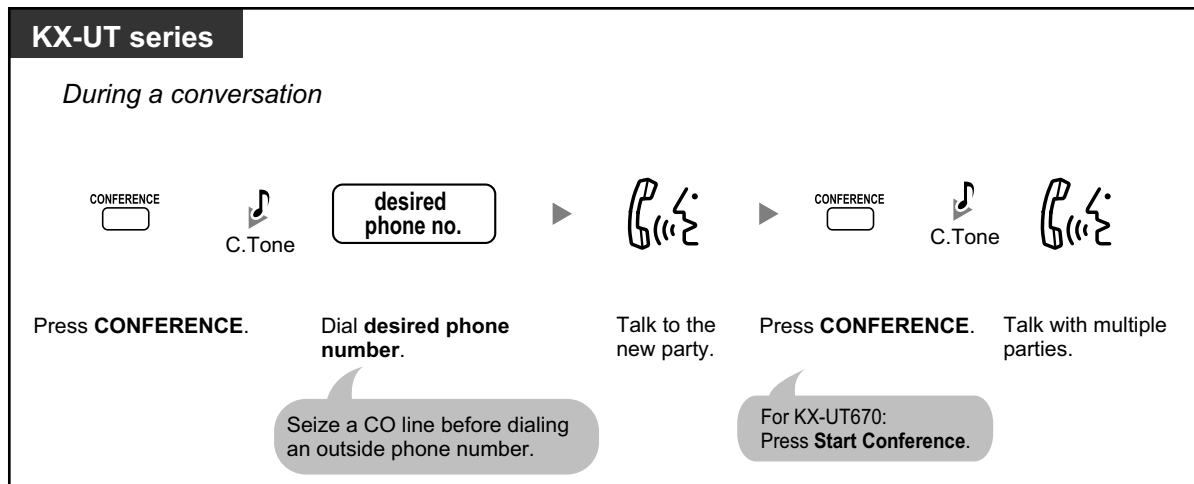 KX-UT series
During a conversation
CONFERENCE
C.Tone
desired
phone no.
CONFERENCE
C.Tone
Press CONFERENCE.
Dial desired phone
number.
Talk to the
new party.
Press CONFERENCE.
Talk with multiple
parties.
Seize a CO line before dialing
an outside phone number.
For KX-UT670:
Press Start Conference.